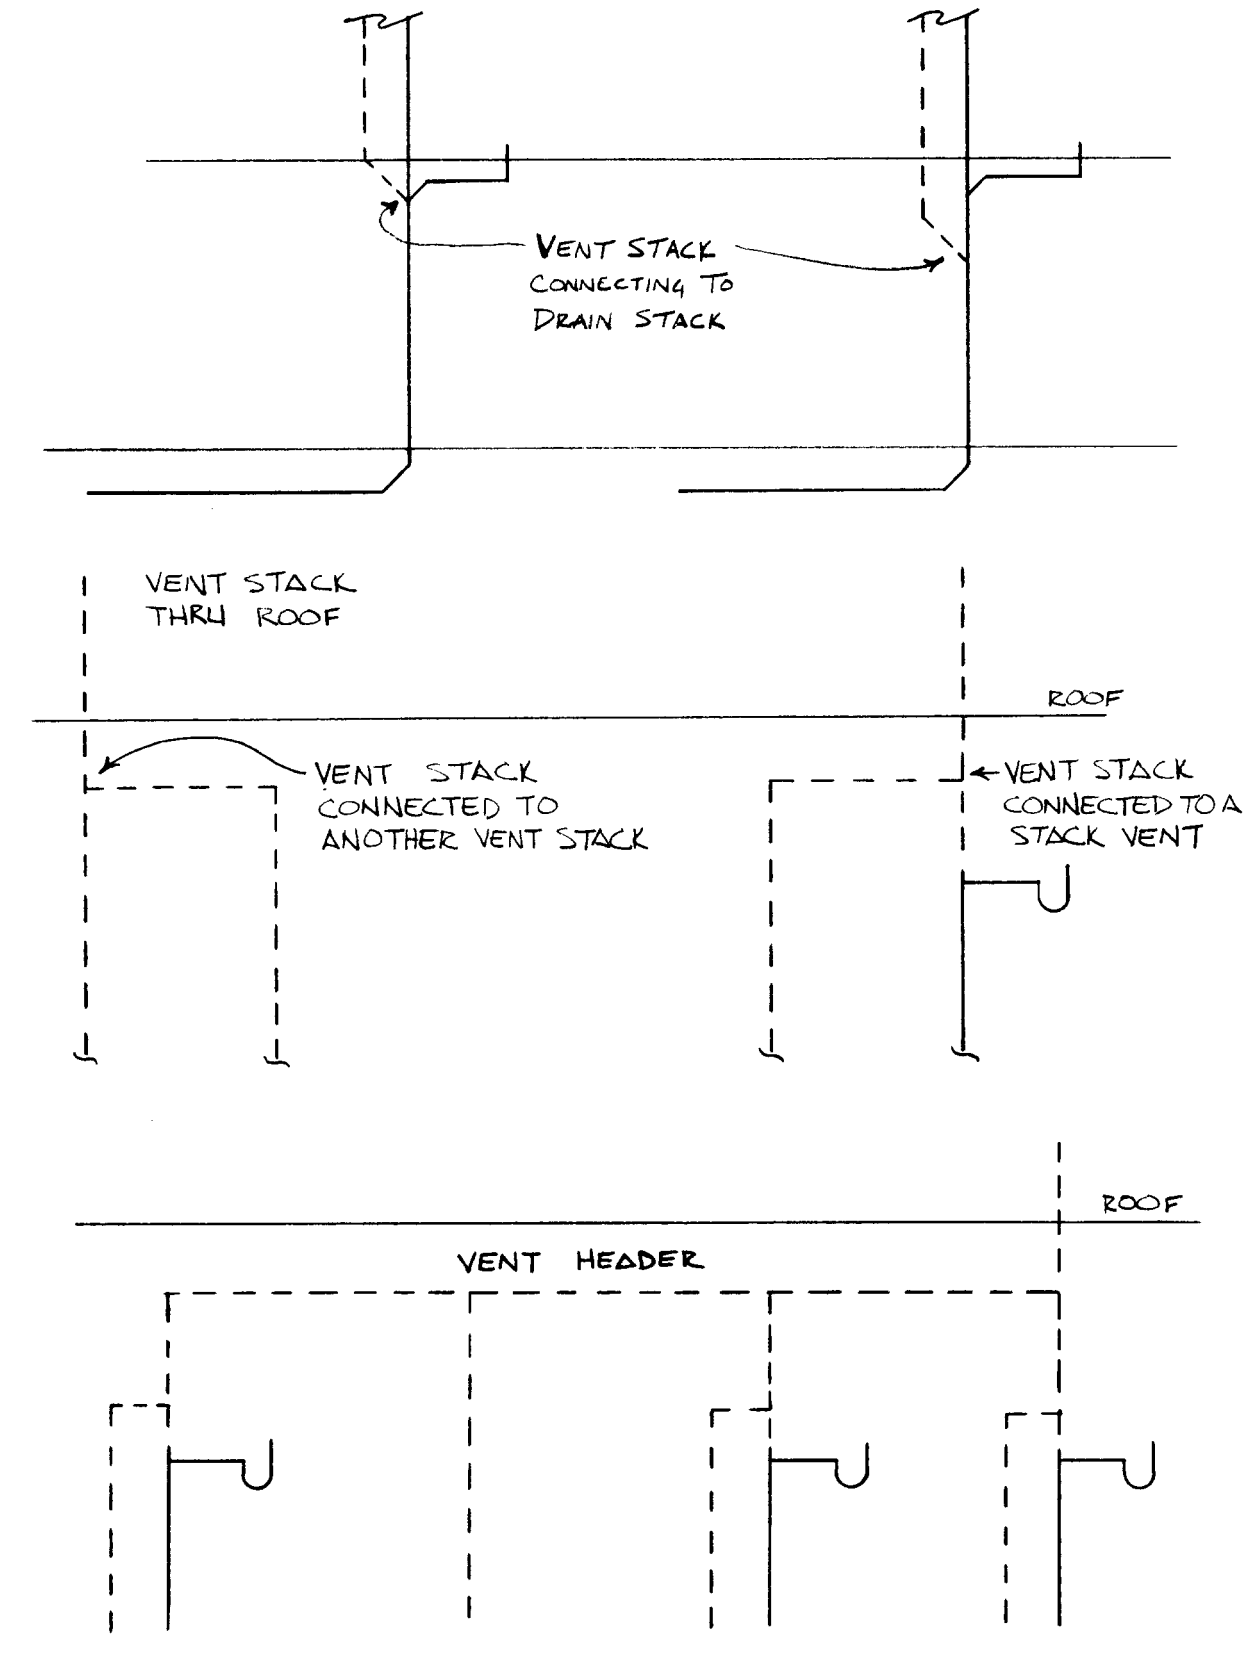 VENT STACK
CONNECTING TO
DRAIN STACK
VENT STACK
THRU ROOF
ROOF
VENT STACK
CONNECTED TO
ANOTHER VENT STACK
VENT STACK
CONNECTED TO A
STACK VENT
ROOF
VENT HEADER